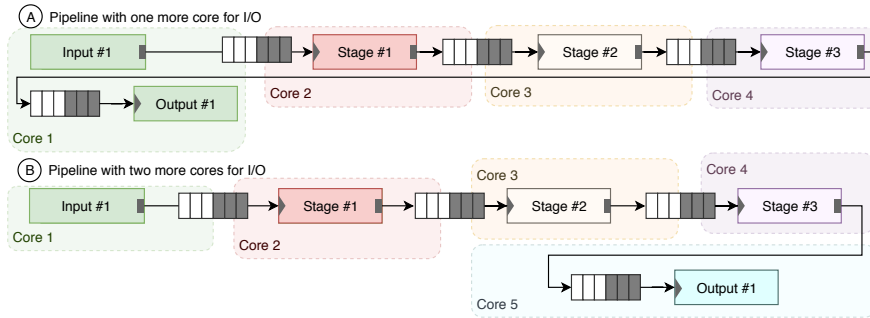 A Pipeline with one more core for I/O
Input #1
Stage #1
Stage #2
Stage #3
Output #1
Core 1
Core 2
Core 3
Core 4
B Pipeline with two more cores for I/O
Core 3
Core 4
Input #1
Stage #1
Stage #2
Stage #3
Core 1
Core 2
Output #1
Core 5